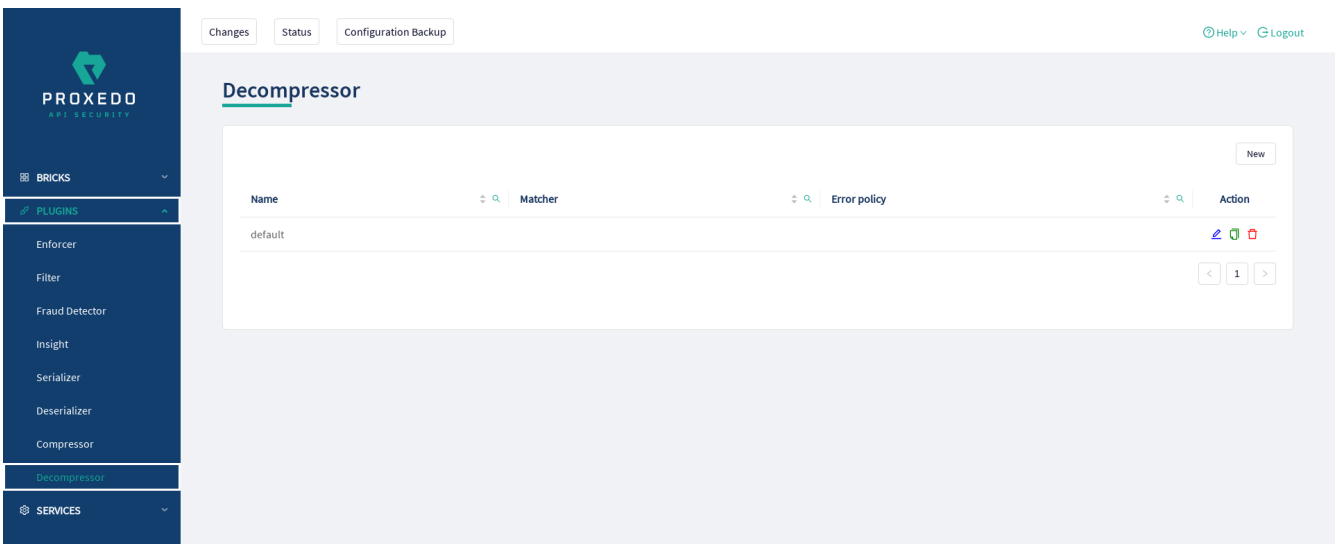 Changes Status Configuration Backup Help Logout
PROXEDO
API SECURITY
Decompressor
New
BRICKS
Name Matcher Error policy Action
PLUGINS
default
Enforcer
Filter
1
Fraud Detector
Insight
Serializer
Deserializer
Compressor
Decompressor
SERVICES